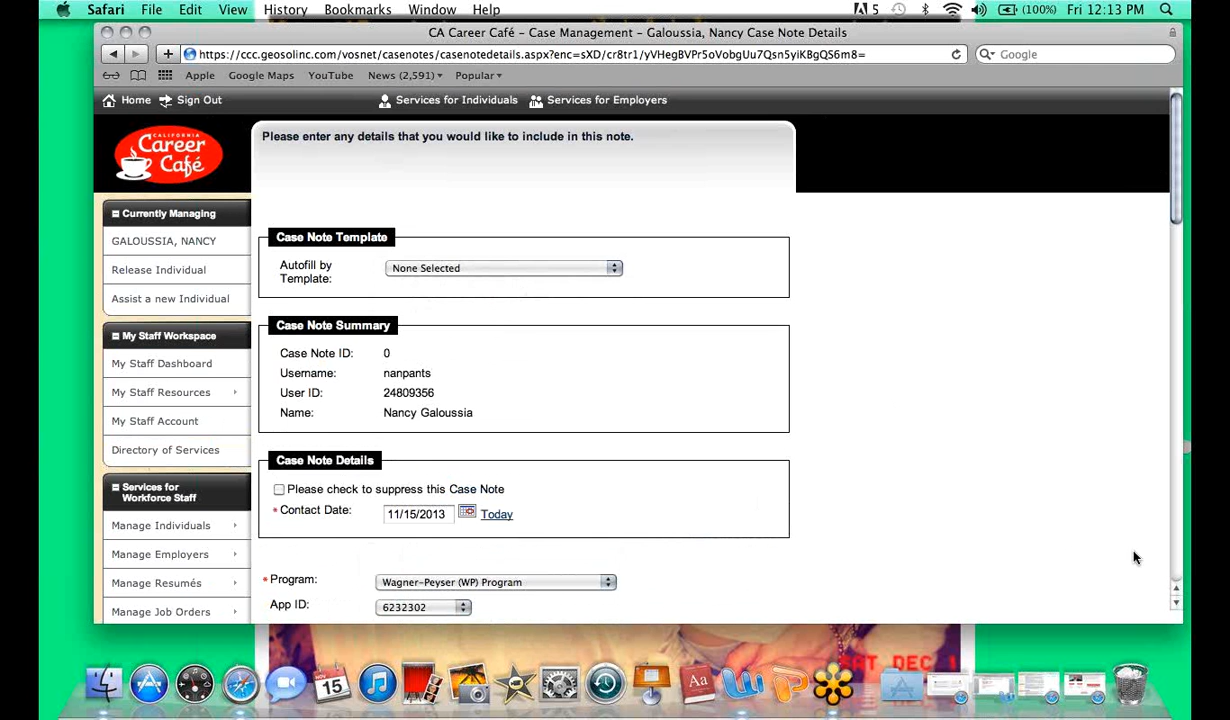 Safari File Edit View History Bookmarks Window Help 5 (100%) Fri 12:13 PM
CA Career Café – Case Management – Galoussia, Nancy Case Note Details
https://ccc.geosolinc.com/vosnet/casenotes/casenotedetails.aspx?enc=sXD/cr8tr1/yVHegBVPr5oVobgUu7Qsn5yiKBgQS6m8=
Google
Apple Google Maps YouTube News (2,591) Popular
Home Sign Out Services for Individuals Services for Employers
CALIFORNIA
Career
Café
Please enter any details that you would like to include in this note.
Currently Managing
GALOUSSIA, NANCY
Release Individual
Assist a new Individual
My Staff Workspace
My Staff Dashboard
My Staff Resources
My Staff Account
Directory of Services
Services for
Workforce Staff
Manage Individuals
Manage Employers
Manage Resumés
Manage Job Orders
Case Note Template
Autofill by
Template:
None Selected
Case Note Summary
Case Note ID: 0
Username: nanpants
User ID: 24809356
Name: Nancy Galoussia
Case Note Details
Please check to suppress this Case Note
* Contact Date: 11/15/2013 Today
* Program: Wagner-Peyser (WP) Program
App ID: 6232302
SAT DEC 1
NOV
15
Aa